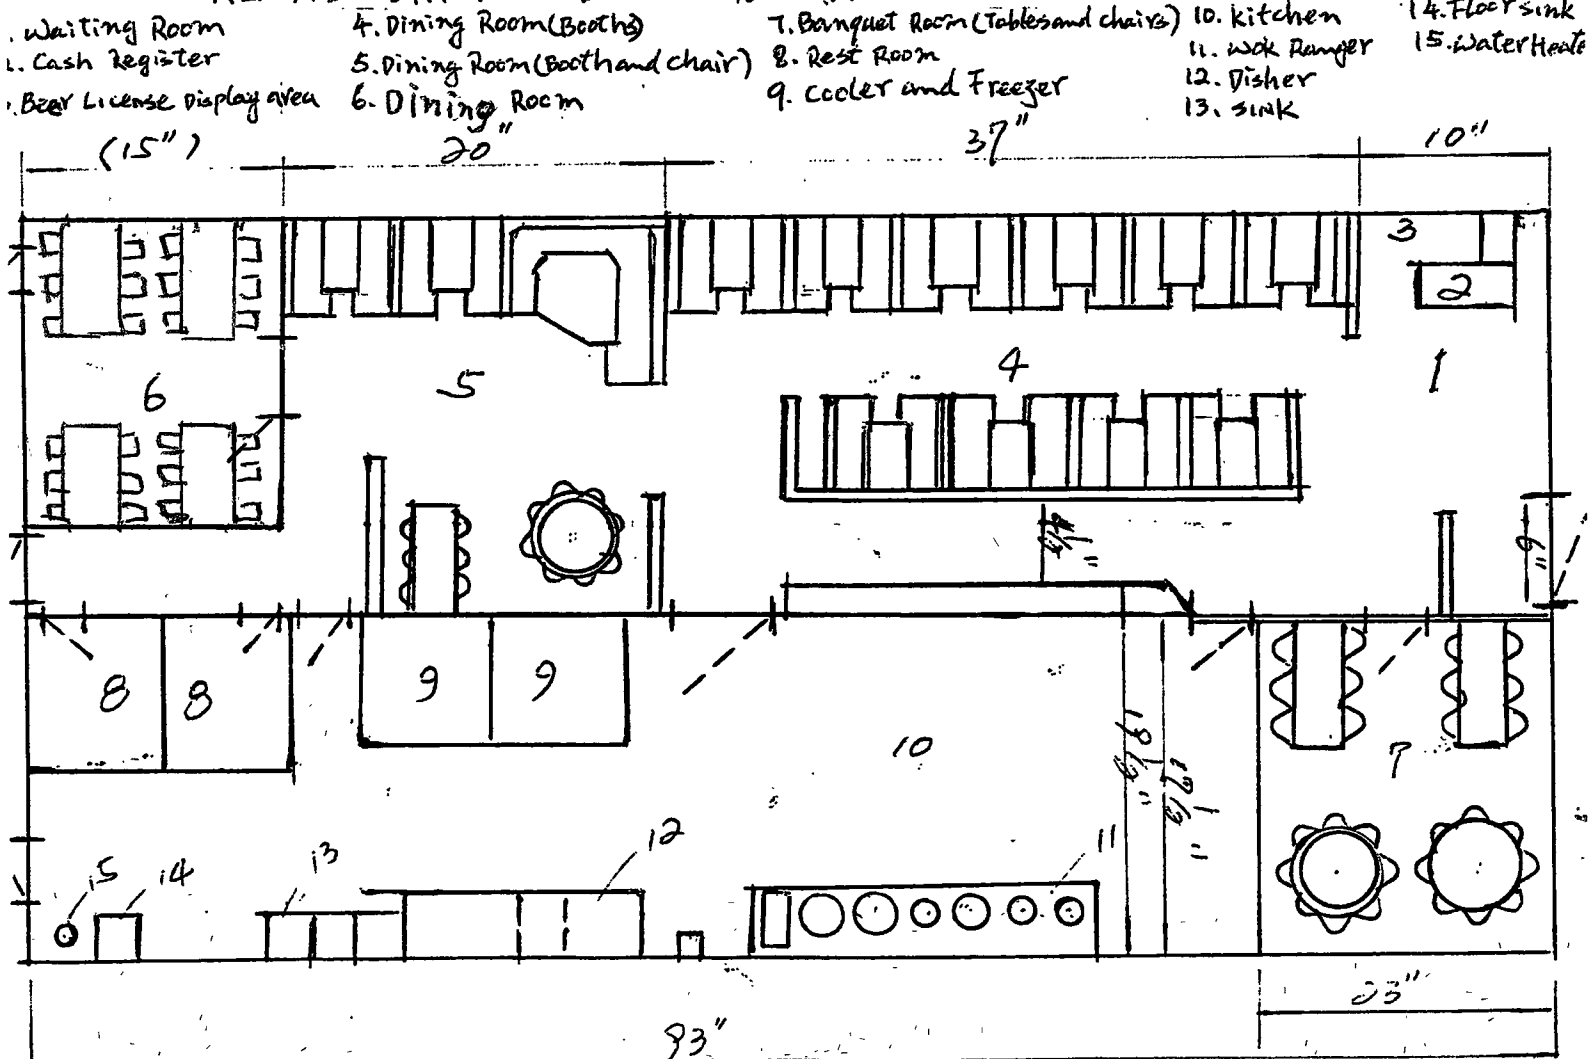 . Waiting Room
. Cash Register
. Beer License Display area
4. Dining Room (Booths)
5. Dining Room (Booth and chair)
6. Dining Room
7. Banquet Room (Tables and chairs)
8. Rest Room
9. Cooler and Freezer
10. Kitchen
11. Wok Ranger
12. Disher
13. SINK
14. Floor sink
15. Water Heate
(15")
20"
37"
10"
3
2
6
5
4
1
6"
8
8
9
9
10
7
15
14
13
12
11
23"
93"